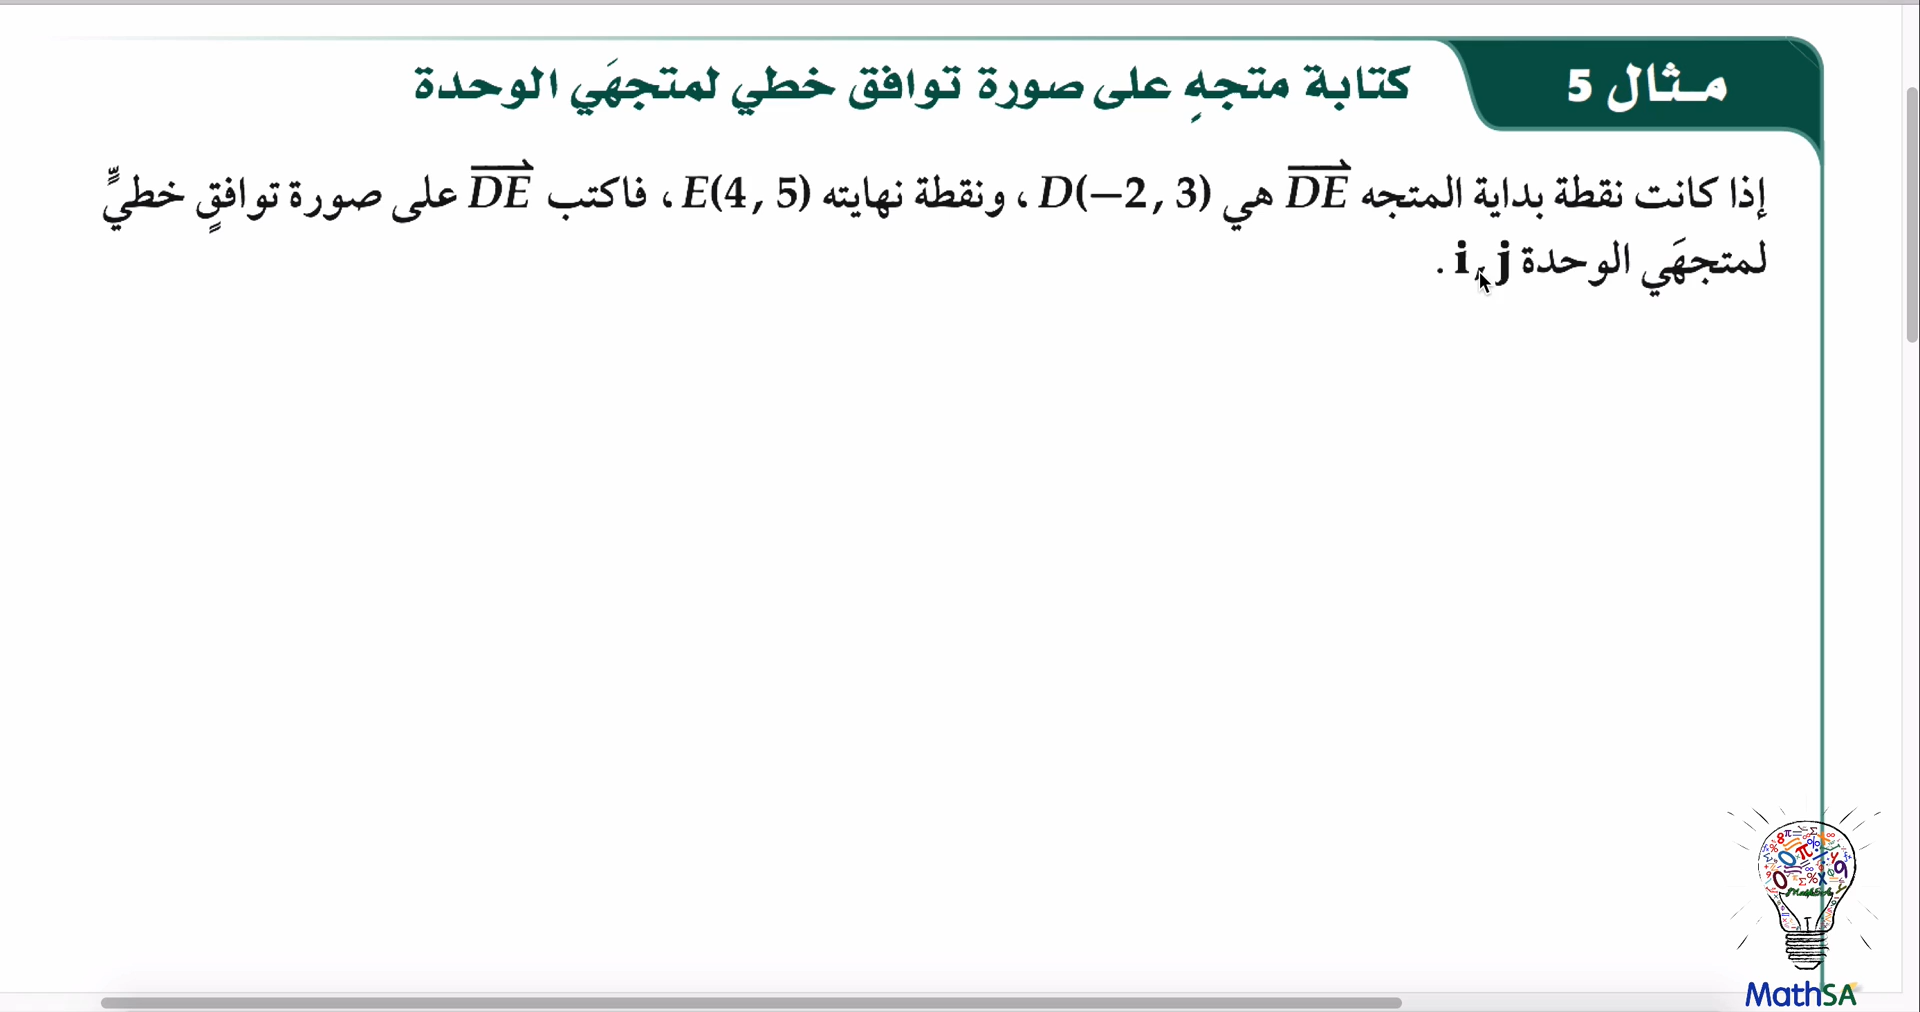 مثال 5
كتابة متجهٍ على صورة توافق خطي لمتجهَي الوحدة
إذا كانت نقطة بداية المتجه DE هي D(−2, 3) ، ونقطة نهايته E(4, 5) ، فاكتب DE على صورة توافقٍ خطيٍّ
لمتجهَي الوحدة i, j .
MathSA